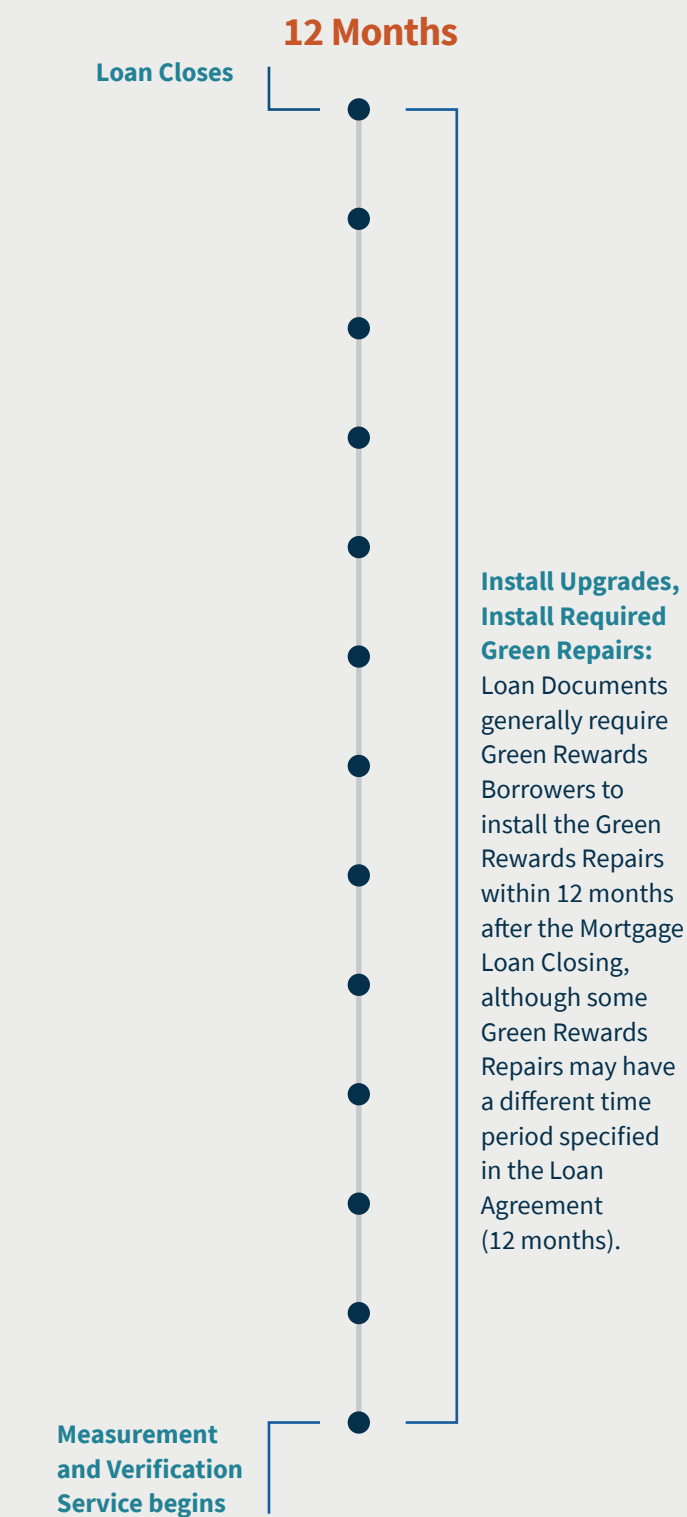 12 Months
Loan Closes
Install Upgrades,
Install Required
Green Repairs:
Loan Documents
generally require
Green Rewards
Borrowers to
install the Green
Rewards Repairs
within 12 months
after the Mortgage
Loan Closing,
although some
Green Rewards
Repairs may have
a different time
period specified
in the Loan
Agreement
(12 months).
Measurement
and Verification
Service begins